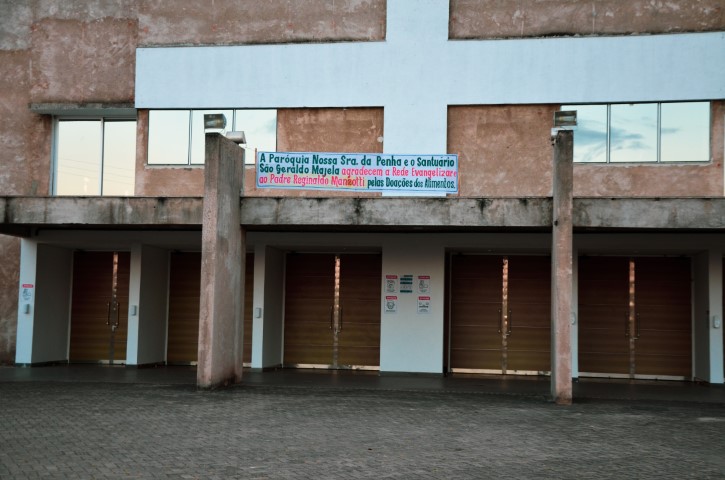 A Paróquia Nossa Sra. da Penha e o Santuário
São Geraldo Majela agradecem a Rede Evangelizare
ao Padre Reginaldo Manzotti pelas Doações dos Alimentos.